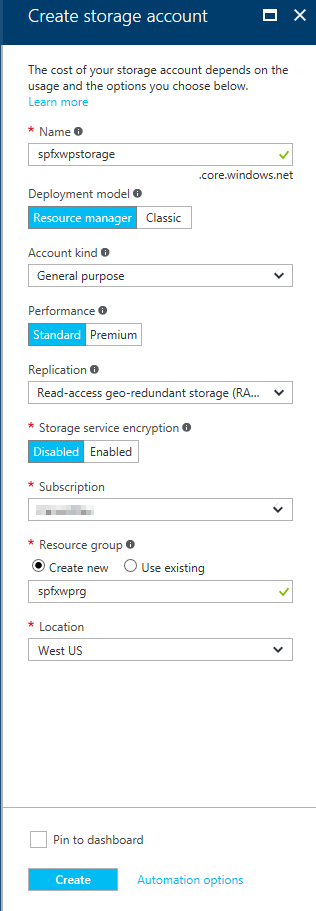 Create storage account
The cost of your storage account depends on the
usage and the options you choose below.
Learn more
* Name
spfxwpstorage
.core.windows.net
Deployment model
Resource manager Classic
Account kind
General purpose
Performance
Standard Premium
Replication
Read-access geo-redundant storage (RA...
* Storage service encryption
Disabled Enabled
* Subscription
* Resource group
Create new Use existing
spfxwprg
* Location
West US
Pin to dashboard
Create Automation options